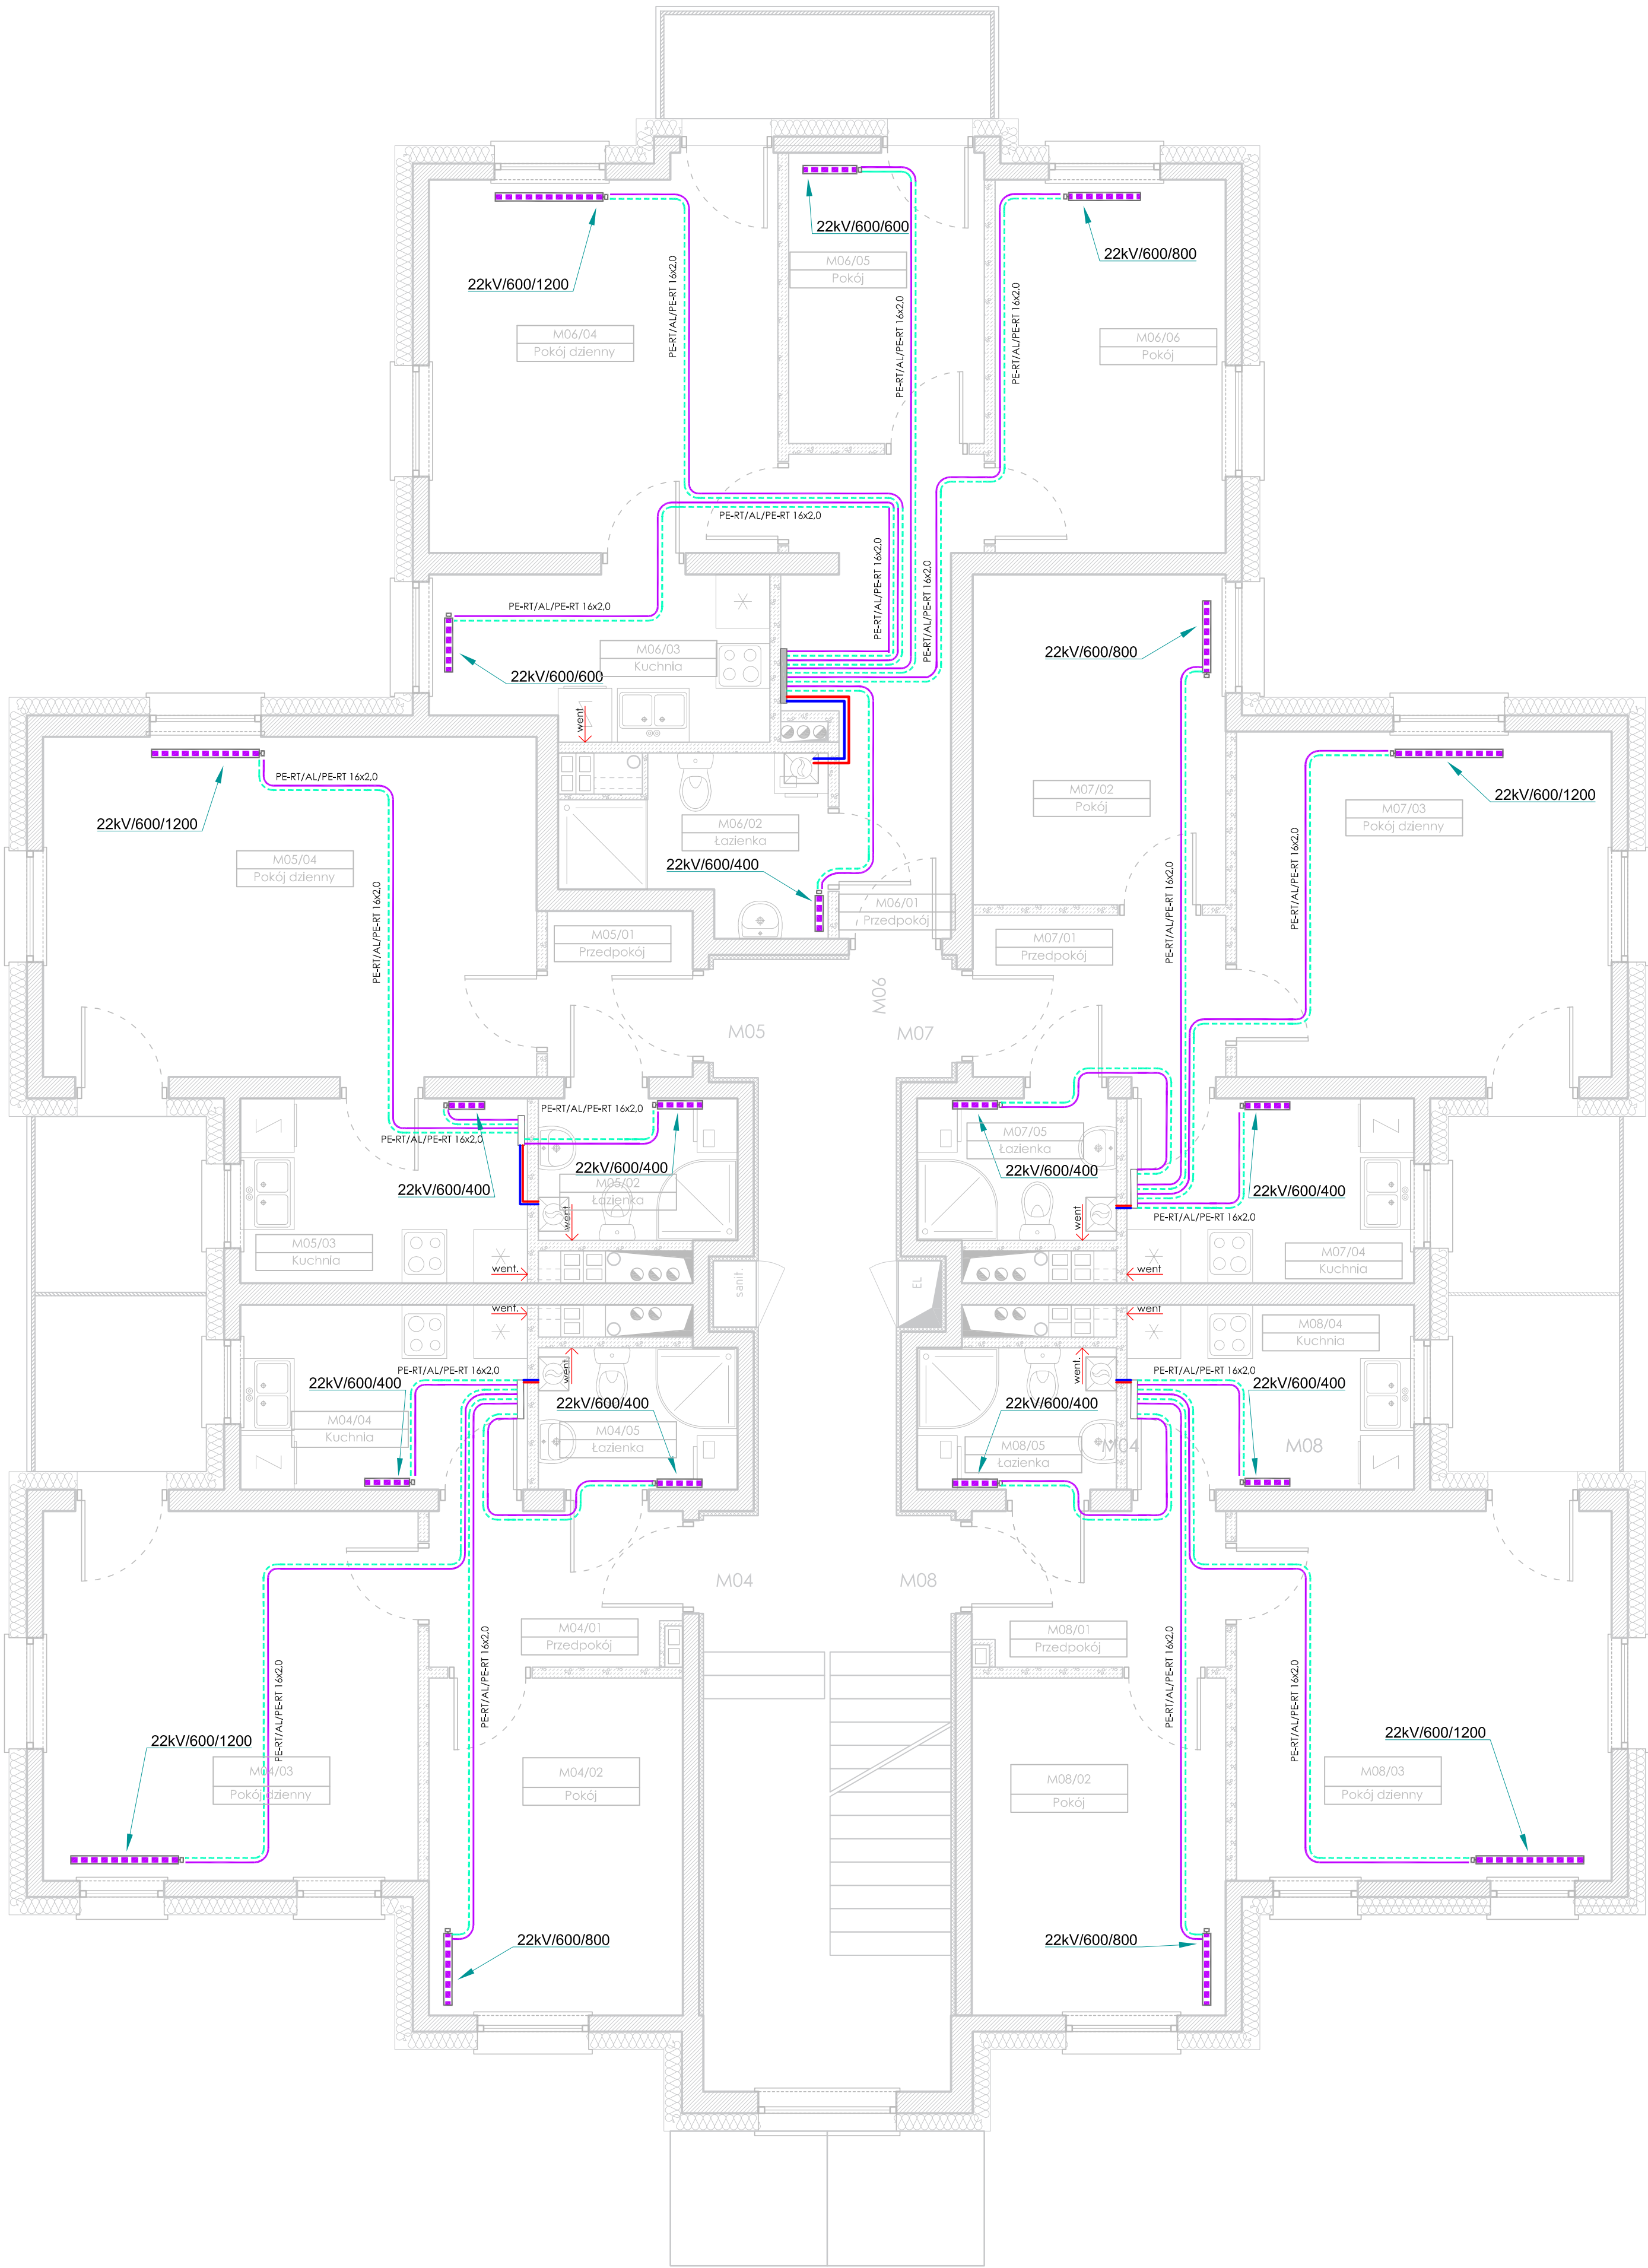 22kV/600/600
M06/05
Pokój
22kV/600/800
22kV/600/1200
PE-RT/AL/PE-RT 16x2,0
PE-RT/AL/PE-RT 16x2,0
PE-RT/AL/PE-RT 16x2,0
M06/04
Pokój dzienny
M06/06
Pokój
PE-RT/AL/PE-RT 16x2,0
PE-RT/AL/PE-RT 16x2,0
PE-RT/AL/PE-RT 16x2,0
PE-RT/AL/PE-RT 16x2,0
M06/03
Kuchnia
22kV/600/600
22kV/600/800
went.
PE-RT/AL/PE-RT 16x2,0
22kV/600/1200
M07/02
Pokój
22kV/600/1200
M07/03
Pokój dzienny
M06/02
Łazienka
22kV/600/400
M05/04
Pokój dzienny
PE-RT/AL/PE-RT 16x2,0
PE-RT/AL/PE-RT 16x2,0
PE-RT/AL/PE-RT 16x2,0
M06/01
Przedpokój
M05/01
Przedpokój
M07/01
Przedpokój
M06
M05
M07
PE-RT/AL/PE-RT 16x2,0
PE-RT/AL/PE-RT 16x2,0
M07/05
Łazienka
22kV/600/400
22kV/600/400
22kV/600/400
22kV/600/400
M05/02
Łazienka
went.
went.
PE-RT/AL/PE-RT 16x2,0
M05/03
Kuchnia
M07/04
Kuchnia
went.
went
sanit.
EL
went.
went
M08/04
Kuchnia
PE-RT/AL/PE-RT 16x2,0
went.
went.
PE-RT/AL/PE-RT 16x2,0
22kV/600/400
22kV/600/400
22kV/600/400
22kV/600/400
M04/04
Kuchnia
M04/05
Łazienka
M08/05
Łazienka
M04
M08
M04
M08
M04/01
Przedpokój
M08/01
Przedpokój
PE-RT/AL/PE-RT 16x2,0
PE-RT/AL/PE-RT 16x2,0
PE-RT/AL/PE-RT 16x2,0
PE-RT/AL/PE-RT 16x2,0
22kV/600/1200
22kV/600/1200
M04/03
Pokój dzienny
M04/02
Pokój
M08/02
Pokój
M08/03
Pokój dzienny
22kV/600/800
22kV/600/800